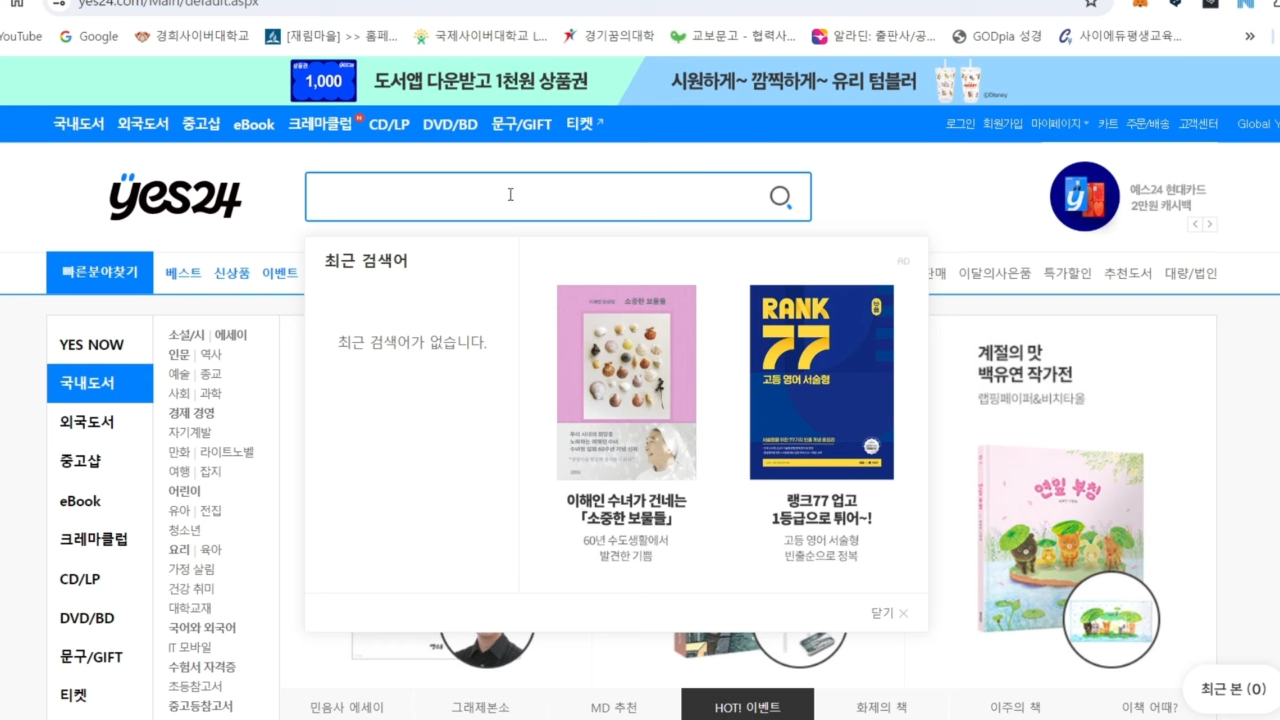 yes24.com/Main/default.aspx
YouTube
Google
경희사이버대학교
[재림마을] >> 홈페...
국제사이버대학교 L...
경기꿈의대학
교보문고 - 협력사...
알라딘: 출판사/공...
GODpla 성경
사이에듀평생교육...
»
1,000
도서앱 다운받고 1천원 상품권
시원하게~ 깜찍하게~ 유리 텀블러
©Disney
국내도서 외국도서 중고샵 eBook 크레마클럽 N CD/LP DVD/BD 문구/GIFT 티켓
로그인 회원가입 마이페이지 카트 주문/배송 고객센터 Global
yes24
예스24 현대카드
2만원 캐시백
빠른분야찾기
베스트 신상품 이벤트
판매 이달의사은품 특가할인 추천도서 대량/법인
최근 검색어
AD
최근 검색어가 없습니다.
소중한 보물들
RANK
77
고등 영어 서술형
이해인 수녀가 건네는
「소중한 보물들」
60년 수도생활에서
발견한 기쁨
랭크77 업고
1등급으로 튀어~!
고등 영어 서술형
빈출순으로 정복
닫기 ×
YES NOW
국내도서
외국도서
중고샵
eBook
크레마클럽
CD/LP
DVD/BD
문구/GIFT
티켓
소설/시 | 에세이
인문 | 역사
예술 | 종교
사회 | 과학
경제 경영
자기계발
만화 | 라이트노벨
여행 | 잡지
어린이
유아 | 전집
청소년
요리 | 육아
가정 살림
건강 취미
대학교재
국어와 외국어
IT 모바일
수험서 자격증
초등참고서
중고등참고서
계절의 맛
백유연 작가전
랩핑페이퍼&비치타올
연잎 부침
민음사 에세이
그래제본소
MD 추천
HOT! 이벤트
화제의 책
이주의 책
이책 어때?
최근 본 (0)